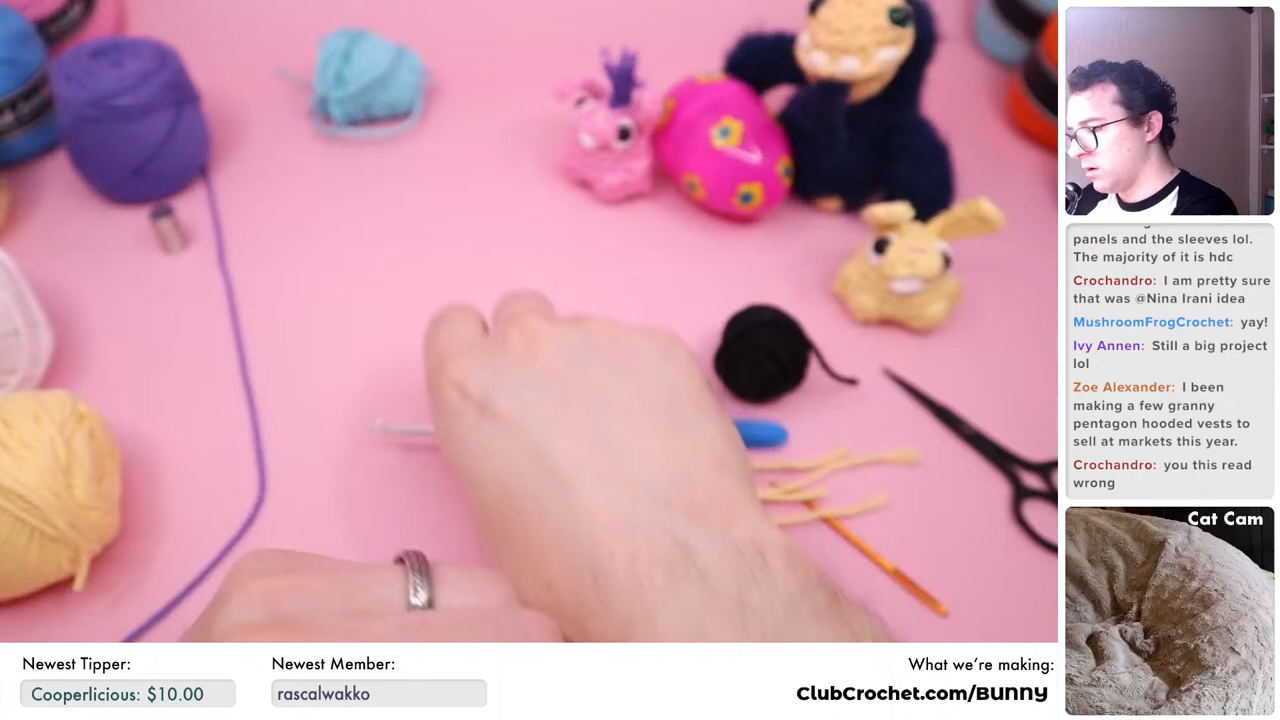 panels and the sleeves lol.
The majority of it is hdc
Crochandro: I am pretty sure
that was @Nina Irani idea
MushroomFrogCrochet: yay!
Ivy Annen: Still a big project
lol
Zoe Alexander: I been
making a few granny
pentagon hooded vests to
sell at markets this year.
Crochandro: you this read
wrong
Cat Cam
Newest Tipper:
Cooperlicious: $10.00
Newest Member:
rascalwakko
What we're making:
ClubCrochet.com/BUNNY